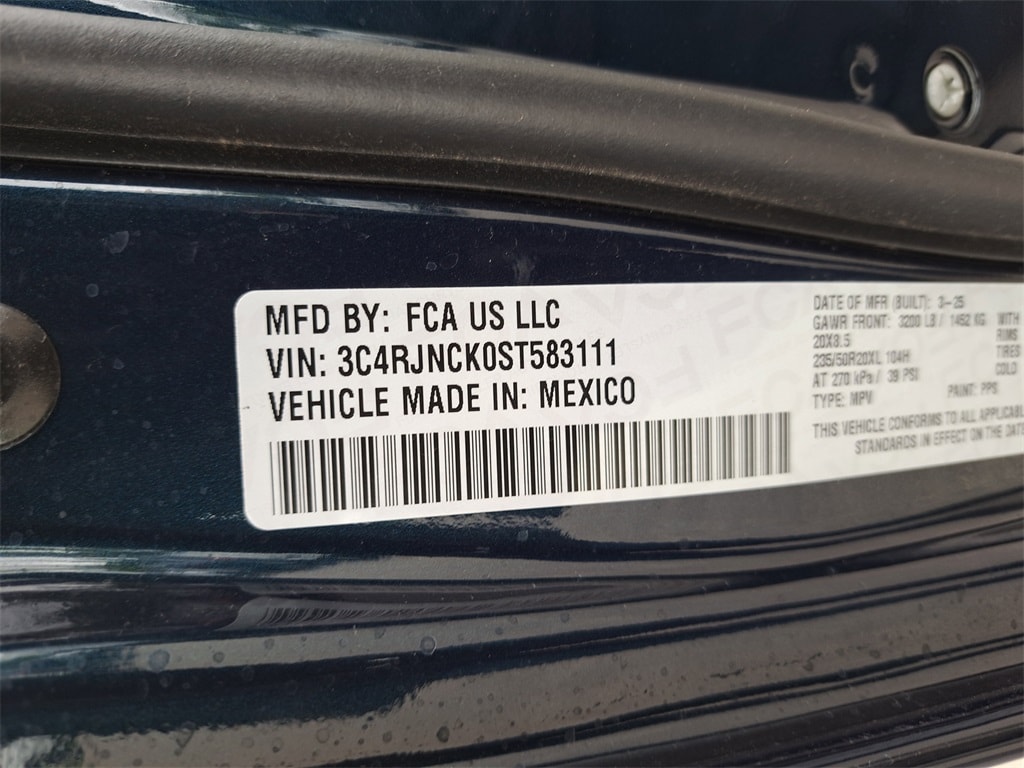 MFD BY: FCA US LLC
VIN: 3C4RJNCK0ST583111
VEHICLE MADE IN: MEXICO
DATE OF MFR (BUILT): 3-25
GAWR FRONT: 3200 LB / 1452 KG WITH
20X8.5 RIMS
235/50R20XL 104H TIRES
AT 270 kPa / 39 PSI COLD
TYPE: MPV PAINT: PPS
THIS VEHICLE CONFORMS TO ALL APPLICABL
STANDARDS IN EFFECT ON THE DATE